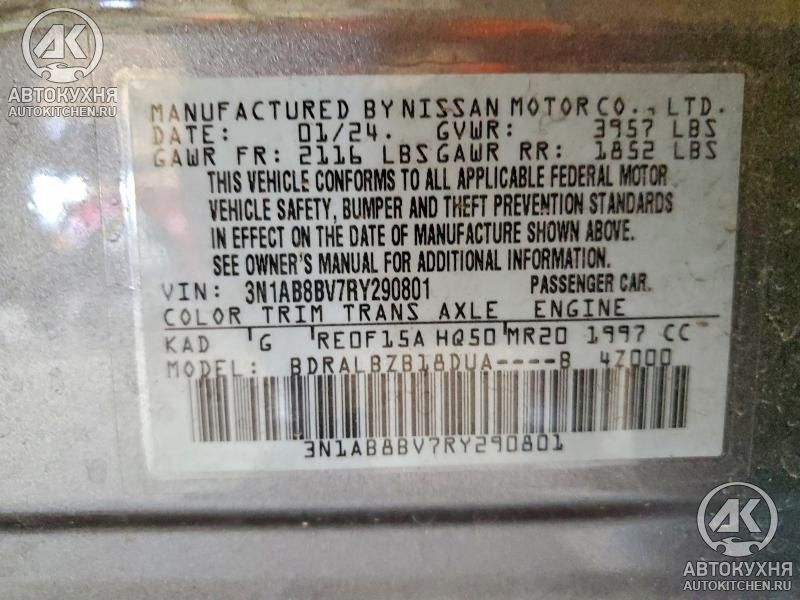 AK
АВТОКУХНЯ
AUTOKITCHEN.RU
MANUFACTURED BY NISSAN MOTOR CO., LTD.
DATE: 01/24. GVWR: 3957 LBS
GAWR FR: 2116 LBS GAWR RR: 1852 LBS
THIS VEHICLE CONFORMS TO ALL APPLICABLE FEDERAL MOTOR
VEHICLE SAFETY, BUMPER AND THEFT PREVENTION STANDARDS
IN EFFECT ON THE DATE OF MANUFACTURE SHOWN ABOVE.
SEE OWNER'S MANUAL FOR ADDITIONAL INFORMATION.
VIN: 3N1AB8BV7RY290801 PASSENGER CAR.
COLOR TRIM TRANS AXLE ENGINE
KAD G RE0F15A HQ50 MR20 1997 CC
MODEL: BDRALBZB18DUA----B 4Z000
3N1AB8BV7RY290801
AK
АВТОКУХНЯ
AUTOKITCHEN.RU